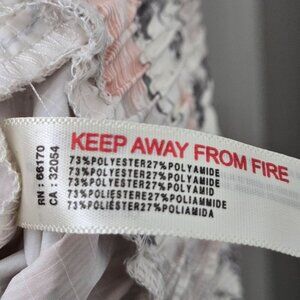 RN : 66170
CA : 32054
KEEP AWAY FROM FIRE
73%POLYESTER27%POLYAMIDE
73%POLYESTER27%POLYAMIDE
73%POLYESTER27%POLYAMID
73%POLIESTER27%POLIAMMIDE
73%POLIÉSTER27%POLIAMIDA